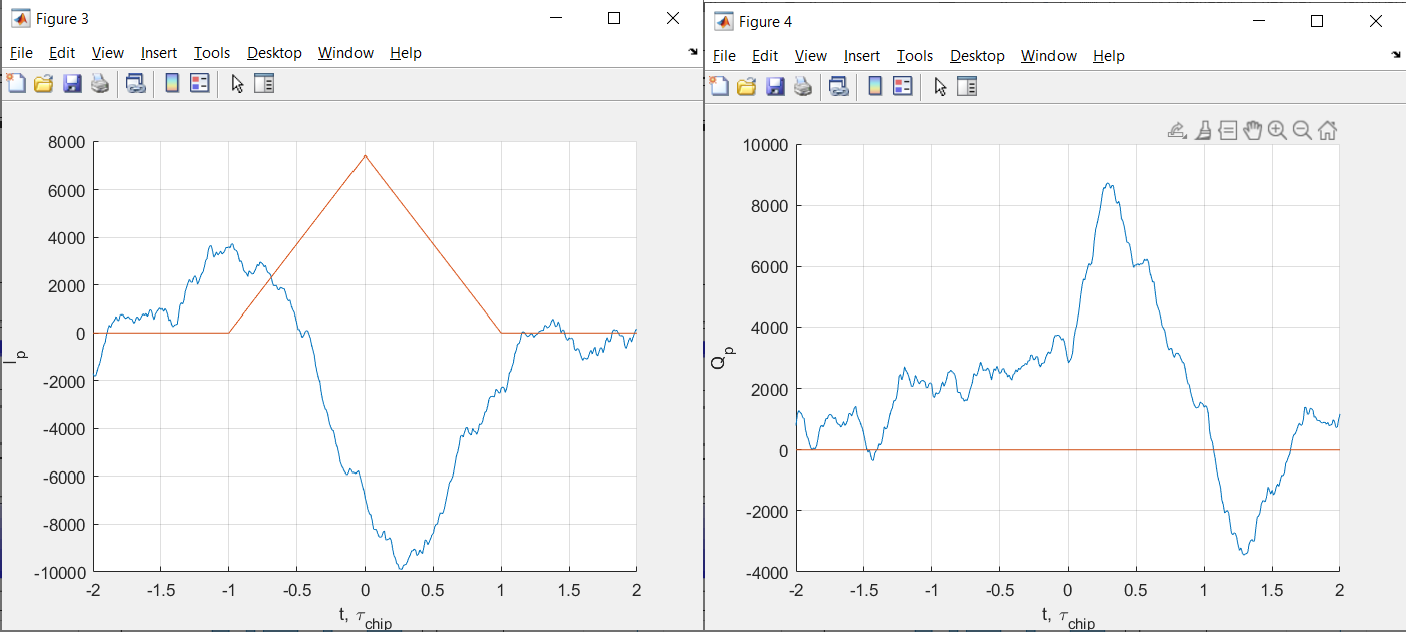 Figure 3
File Edit View Insert Tools Desktop Window Help
8000
6000
4000
2000
0
-2000
-4000
-6000
-8000
-10000
I_p
-2 -1.5 -1 -0.5 0 0.5 1 1.5 2
t, τ_chip
Figure 4
File Edit View Insert Tools Desktop Window Help
10000
8000
6000
4000
2000
0
-2000
-4000
Q_p
-2 -1.5 -1 -0.5 0 0.5 1 1.5 2
t, τ_chip